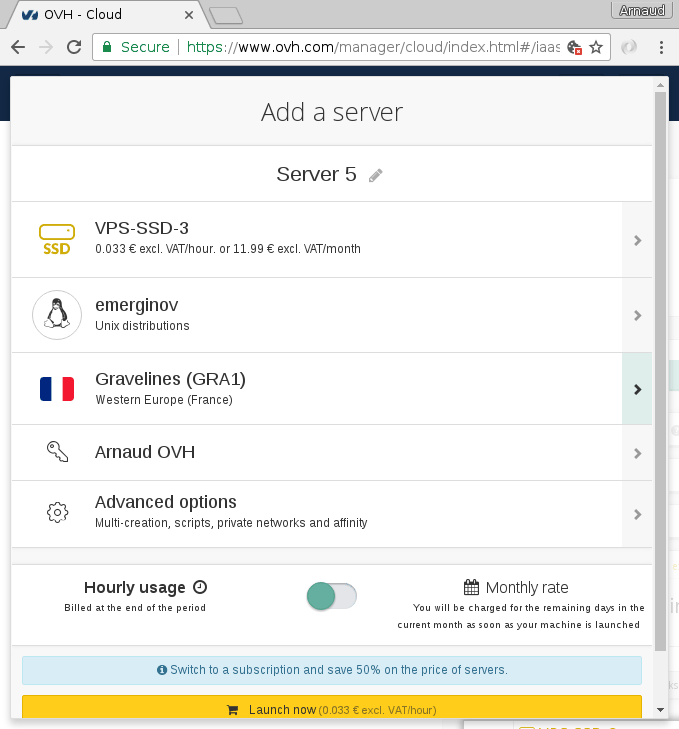 OVH - Cloud
Arnaud
Secure https://www.ovh.com/manager/cloud/index.html#/iaas
Add a server
Server 5
SSD
VPS-SSD-3
0.033 € excl. VAT/hour. or 11.99 € excl. VAT/month
emerginov
Unix distributions
Gravelines (GRA1)
Western Europe (France)
Arnaud OVH
Advanced options
Multi-creation, scripts, private networks and affinity
Hourly usage
Billed at the end of the period
Monthly rate
You will be charged for the remaining days in the
current month as soon as your machine is launched
Switch to a subscription and save 50% on the price of servers.
Launch now (0.033 € excl. VAT/hour)